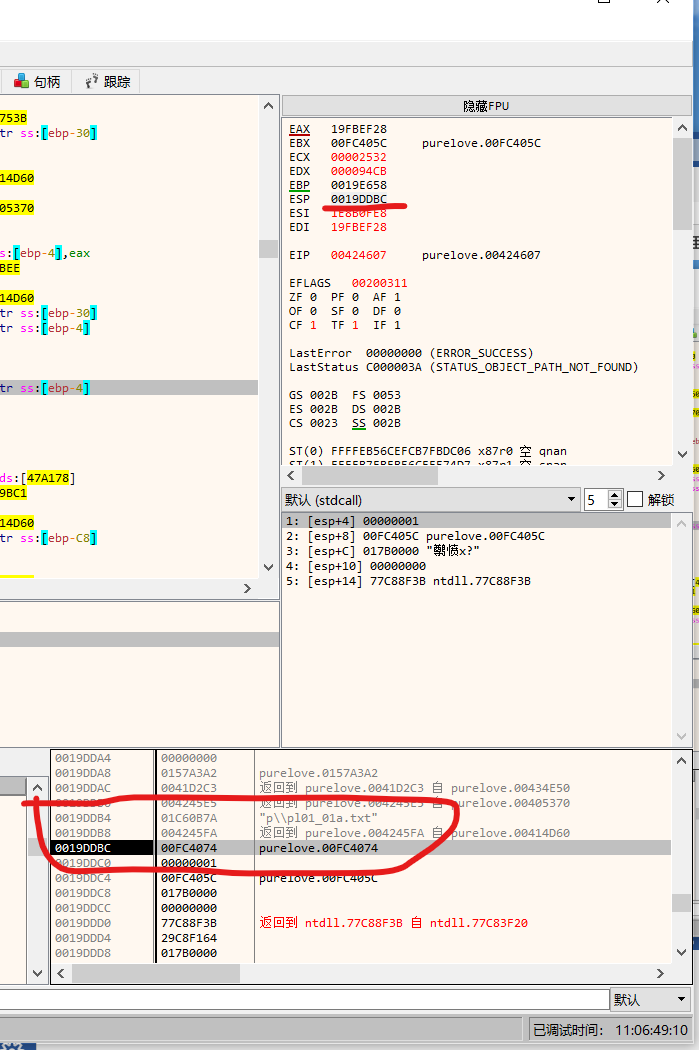 句柄 跟踪
753B
tr ss:[ebp-30]
14D60
05370
s:[ebp-4],eax
BEE
14D60
tr ss:[ebp-30]
tr ss:[ebp-4]
tr ss:[ebp-4]
ds:[47A178]
9BC1
14D60
tr ss:[ebp-C8]
隐藏FPU
EAX 19FBEF28
EBX 00FC405C purelove.00FC405C
ECX 00002532
EDX 000094CB
EBP 0019E658
ESP 0019DDBC
ESI 1E8B0FE8
EDI 19FBEF28
EIP 00424607 purelove.00424607
EFLAGS 00200311
ZF 0 PF 0 AF 1
OF 0 SF 0 DF 0
CF 1 TF 1 IF 1
LastError 00000000 (ERROR_SUCCESS)
LastStatus C000003A (STATUS_OBJECT_PATH_NOT_FOUND)
GS 002B FS 0053
ES 002B DS 002B
CS 0023 SS 002B
ST(0) FFFFEB56CEFCB7FBDC06 x87r0 空 qnan
默认 (stdcall) 5 解锁
1: [esp+4] 00000001
2: [esp+8] 00FC405C purelove.00FC405C
3: [esp+C] 017B0000
4: [esp+10] 00000000
5: [esp+14] 77C88F3B ntdll.77C88F3B
0019DDA4 00000000
0019DDA8 0157A3A2 purelove.0157A3A2
0019DDAC 0041D2C3 返回到 purelove.0041D2C3 自 purelove.00434E50
0019DDB0 004245E5 返回到 purelove.004245E5 自 purelove.00405370
0019DDB4 01C60B7A "p\\pl01_01a.txt"
0019DDB8 004245FA 返回到 purelove.004245FA 自 purelove.00414D60
0019DDBC 00FC4074 purelove.00FC4074
0019DDC0 00000001
0019DDC4 00FC405C purelove.00FC405C
0019DDC8 017B0000
0019DDCC 00000000
0019DDD0 77C88F3B 返回到 ntdll.77C88F3B 自 ntdll.77C83F20
0019DDD4 29C8F164
0019DDD8 017B0000
默认
已调试时间: 11:06:49:10